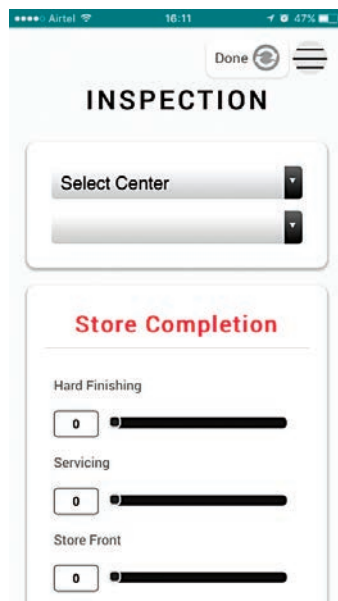 Airtel 16:11 47%
Done
INSPECTION
Select Center
Store Completion
Hard Finishing
0
Servicing
0
Store Front
0